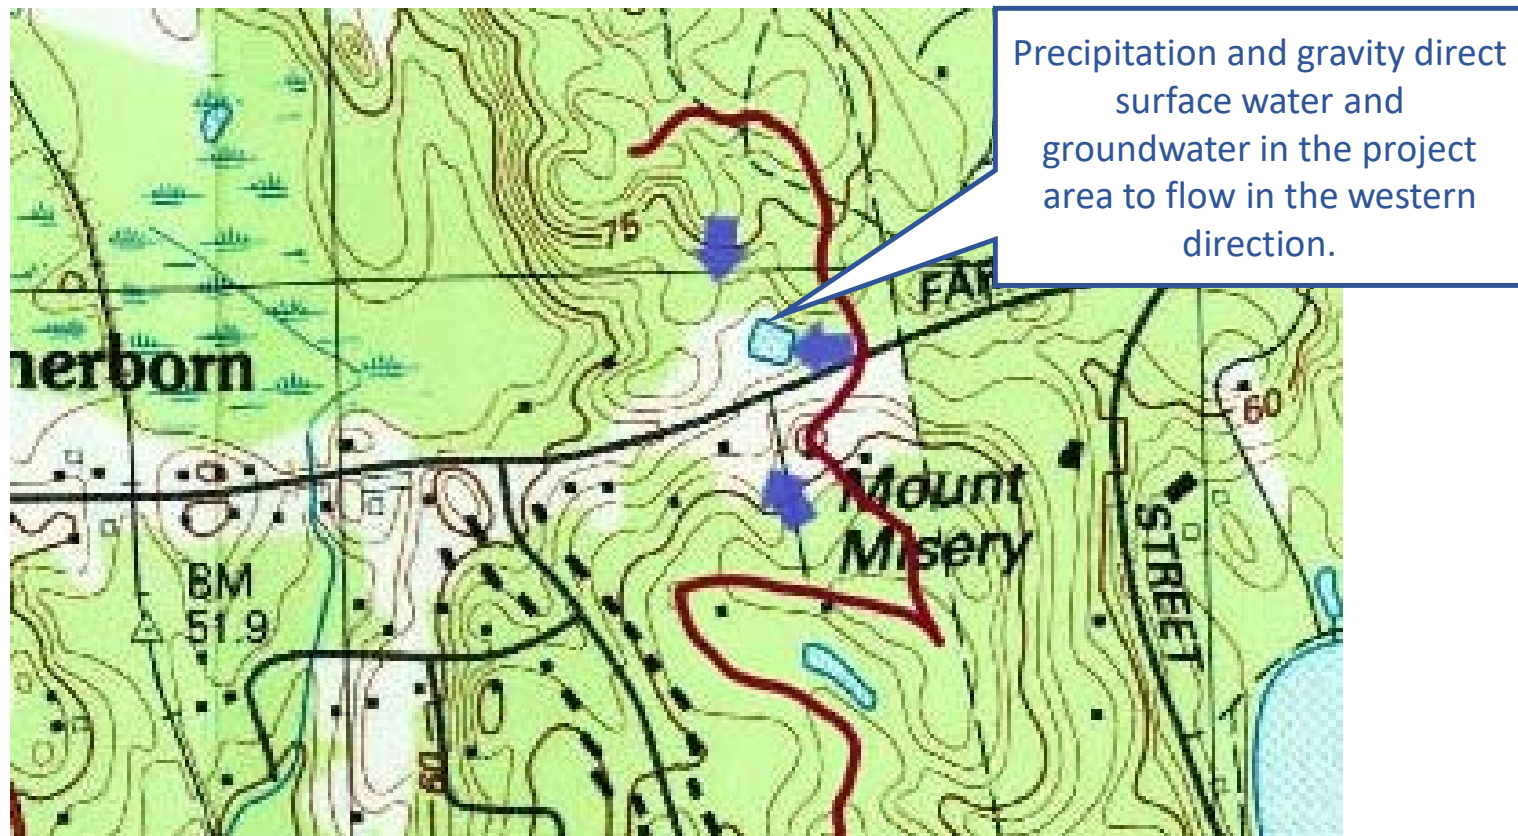 Precipitation and gravity direct
surface water and
groundwater in the project
area to flow in the western
direction.
75
FAR
herborn
60
Mount
Misery
STREET
BM
51.9
60